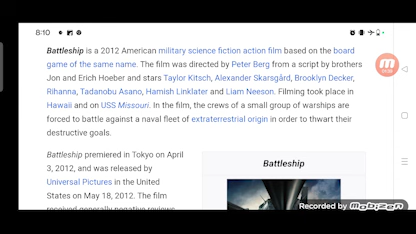 8:10
Battleship is a 2012 American military science fiction action film based on the board
game of the same name. The film was directed by Peter Berg from a script by brothers
Jon and Erich Hoeber and stars Taylor Kitsch, Alexander Skarsgård, Brooklyn Decker,
Rihanna, Tadanobu Asano, Hamish Linklater and Liam Neeson. Filming took place in
Hawaii and on USS Missouri. In the film, the crews of a small group of warships are
forced to battle against a naval fleet of extraterrestrial origin in order to thwart their
destructive goals.
Battleship premiered in Tokyo on April
3, 2012, and was released by
Universal Pictures in the United
States on May 18, 2012. The film
received generally negative reviews
Battleship
Recorded by Mobizen